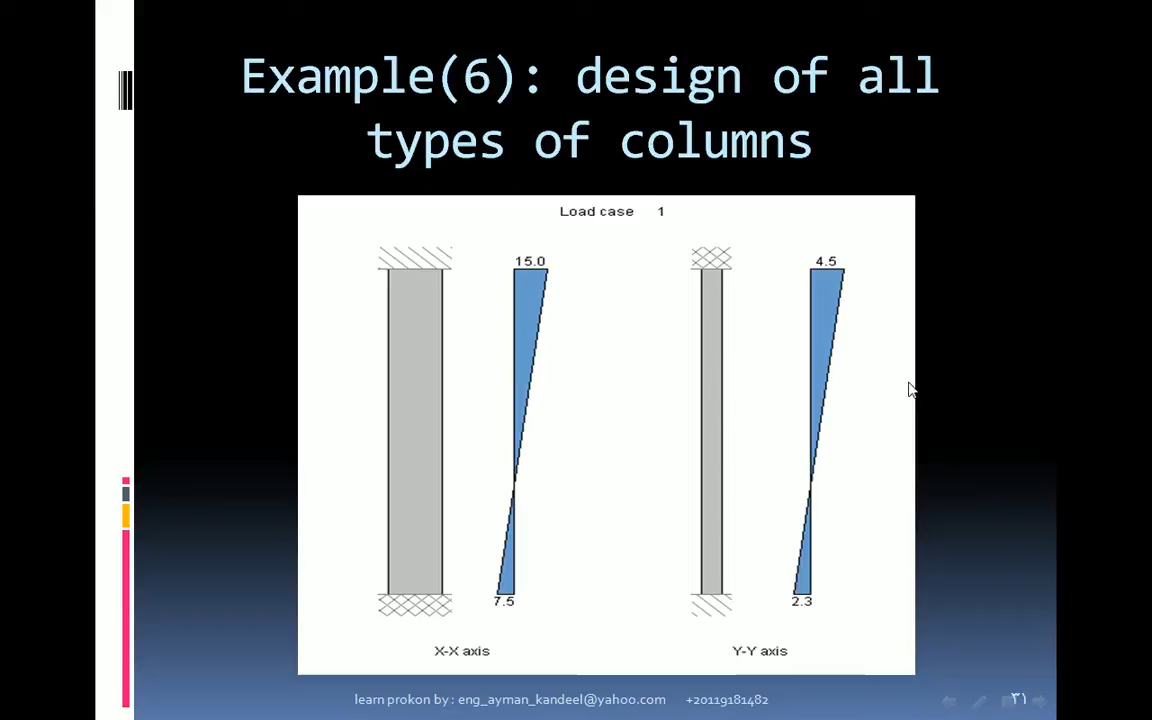 Example(6): design of all
types of columns
Load case 1
15.0
4.5
7.5
2.3
X-X axis
Y-Y axis
learn prokon by : eng_ayman_kandeel@yahoo.com +20119181482
٣١